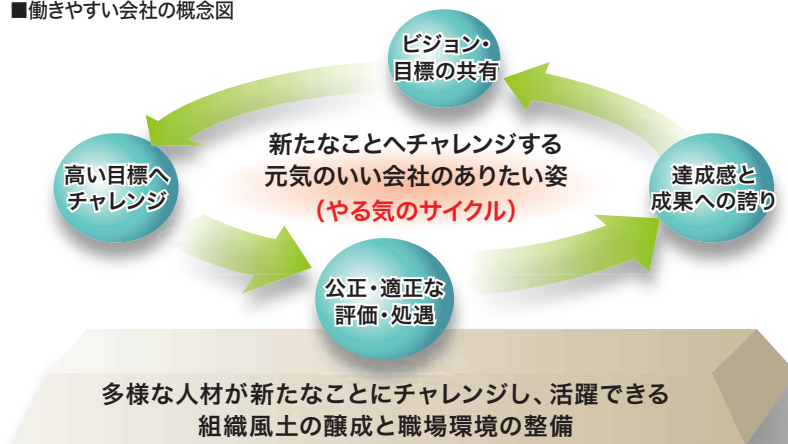 ■働きやすい会社の概念図
ビジョン・
目標の共有
新たなことへチャレンジする
元気のいい会社のありたい姿
（やる気のサイクル）
高い目標へ
チャレンジ
達成感と
成果への誇り
公正・適正な
評価・処遇
多様な人材が新たなことにチャレンジし、活躍できる
組織風土の醸成と職場環境の整備